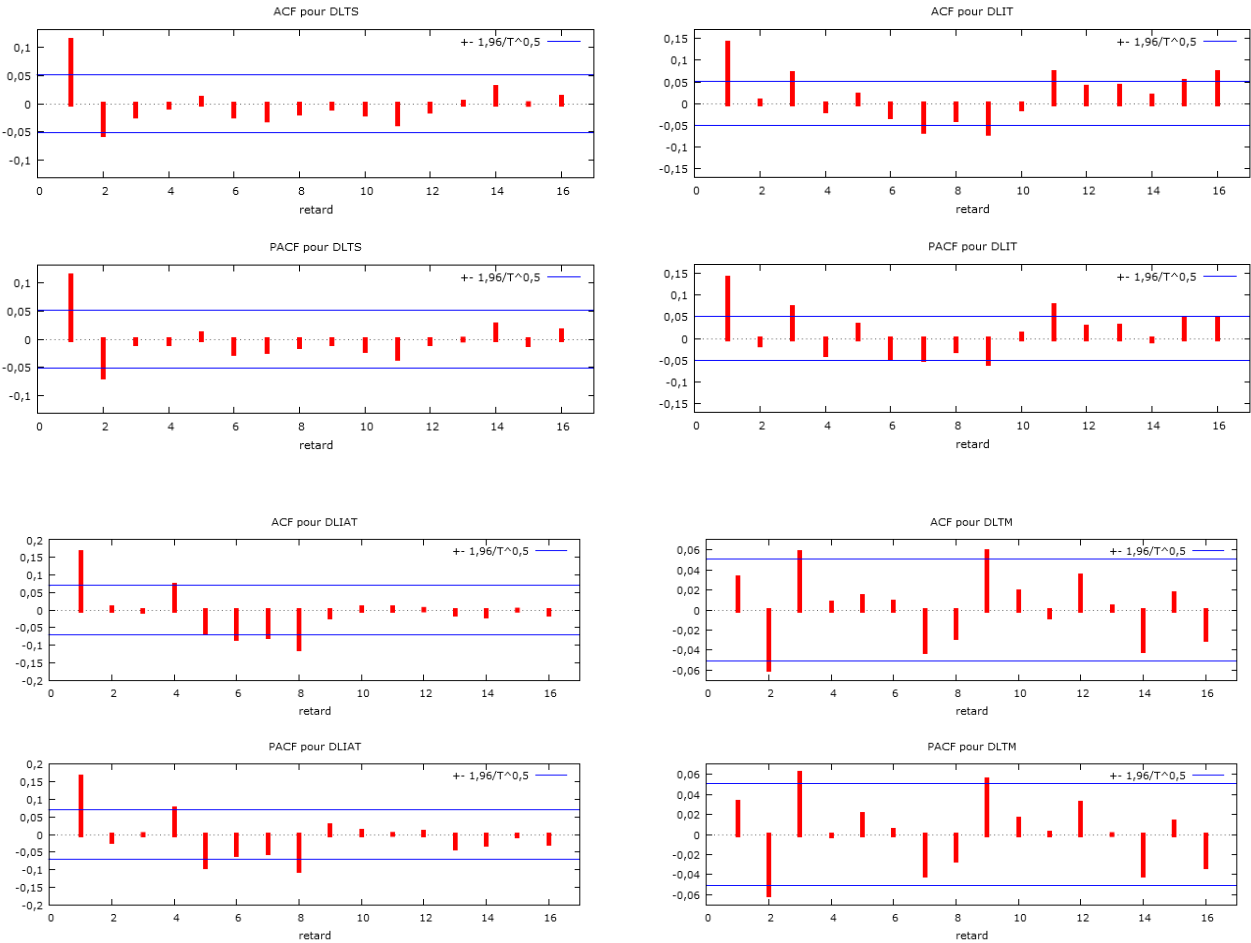 ACF pour DLTS
+- 1,96/T^0,5
0,1
0,05
0
-0,05
-0,1
0 2 4 6 8 10 12 14 16
retard
PACF pour DLTS
+- 1,96/T^0,5
0,1
0,05
0
-0,05
-0,1
0 2 4 6 8 10 12 14 16
retard
ACF pour DLIT
+- 1,96/T^0,5
0,15
0,1
0,05
0
-0,05
-0,1
-0,15
0 2 4 6 8 10 12 14 16
retard
PACF pour DLIT
+- 1,96/T^0,5
0,15
0,1
0,05
0
-0,05
-0,1
-0,15
0 2 4 6 8 10 12 14 16
retard
ACF pour DLIAT
+- 1,96/T^0,5
0,2
0,15
0,1
0,05
0
-0,05
-0,1
-0,15
-0,2
0 2 4 6 8 10 12 14 16
retard
PACF pour DLIAT
+- 1,96/T^0,5
0,2
0,15
0,1
0,05
0
-0,05
-0,1
-0,15
-0,2
0 2 4 6 8 10 12 14 16
retard
ACF pour DLTM
+- 1,96/T^0,5
0,06
0,04
0,02
0
-0,02
-0,04
-0,06
0 2 4 6 8 10 12 14 16
retard
PACF pour DLTM
+- 1,96/T^0,5
0,06
0,04
0,02
0
-0,02
-0,04
-0,06
0 2 4 6 8 10 12 14 16
retard